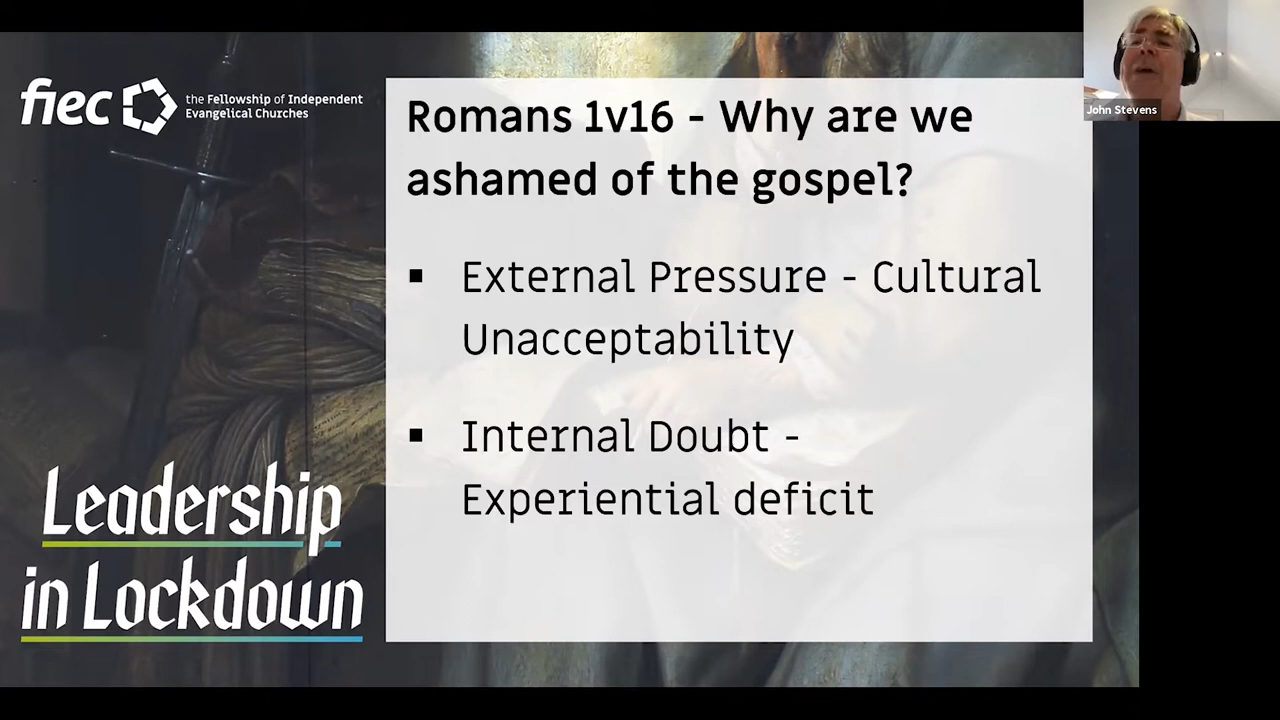 fiec
the Fellowship of Independent
Evangelical Churches
Romans 1v16 - Why are we
ashamed of the gospel?
▪ External Pressure - Cultural
Unacceptability
▪ Internal Doubt -
Experiential deficit
Leadership
in Lockdown
John Stevens